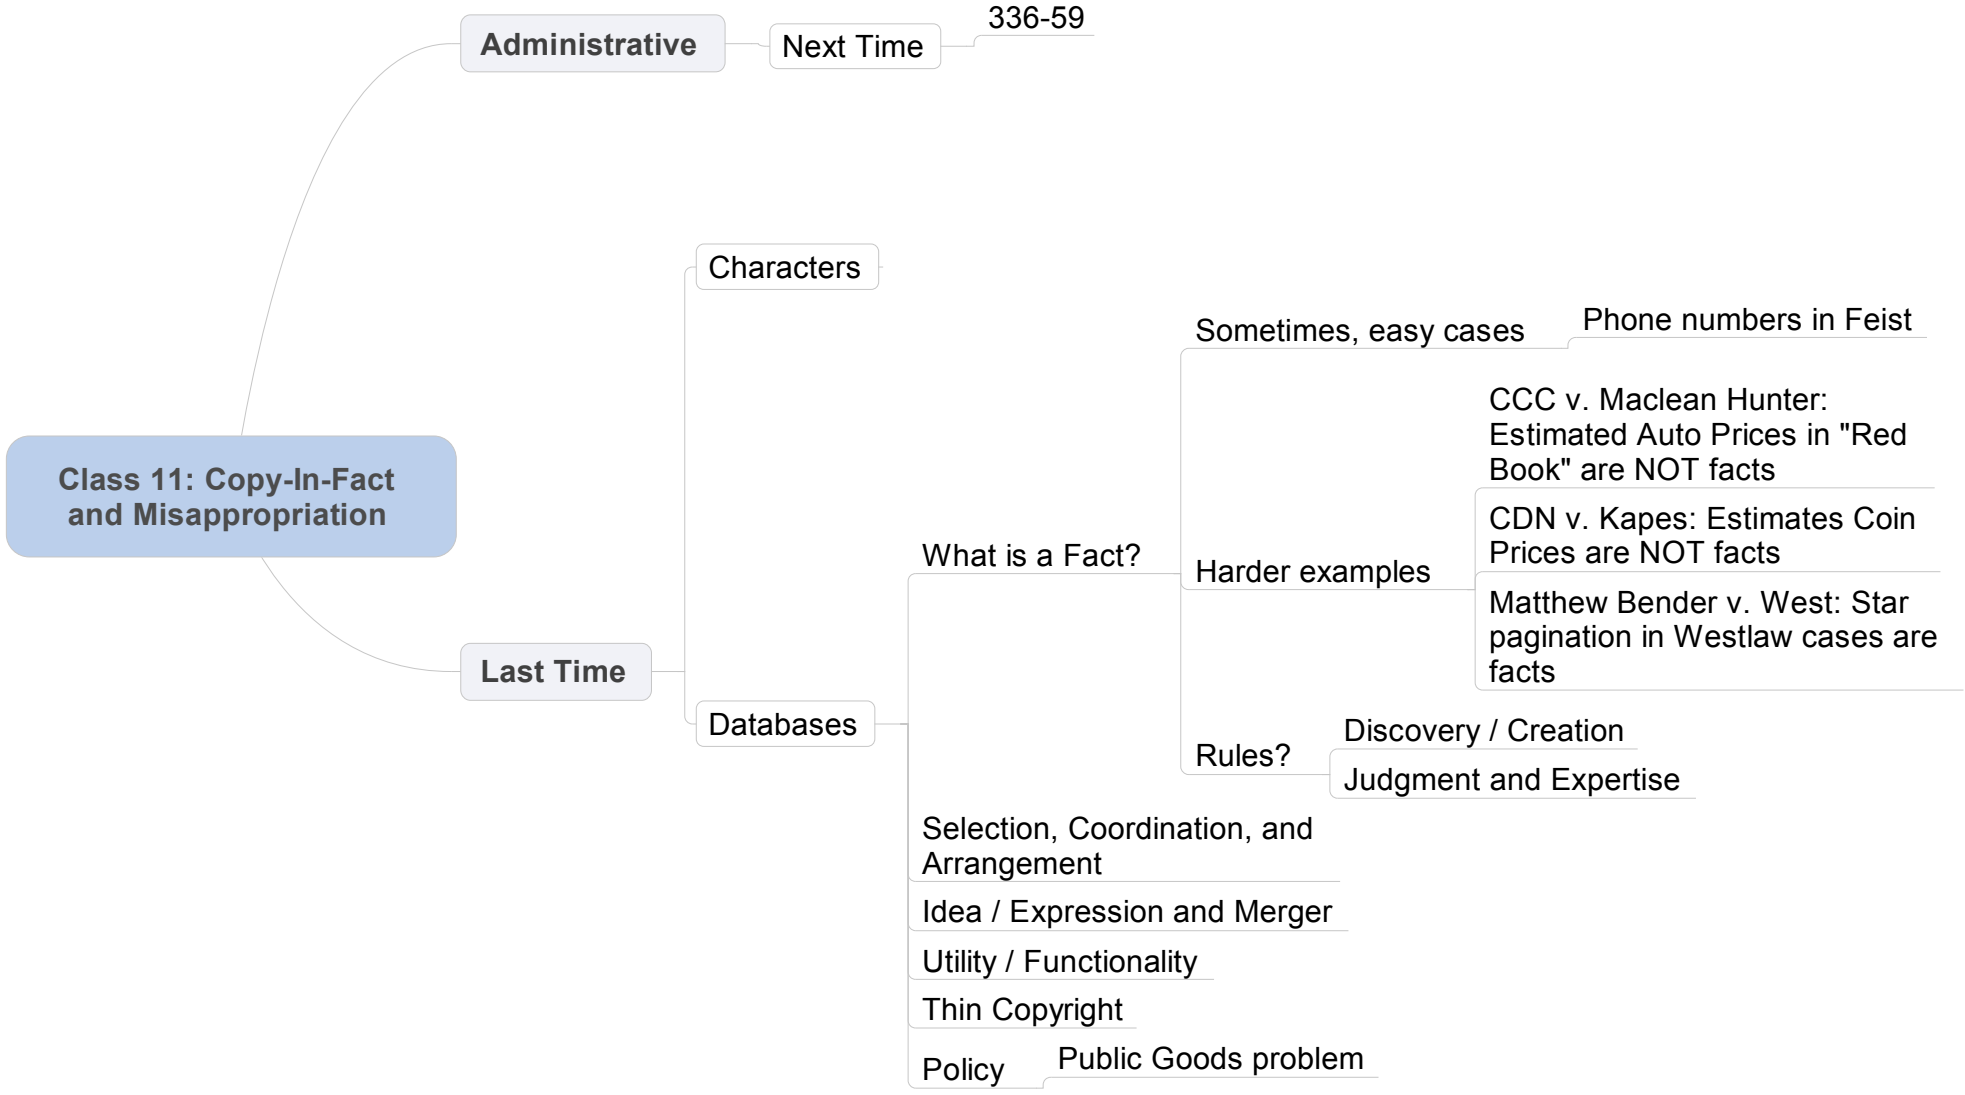 336-59
Administrative
Next Time
Characters
Phone numbers in Feist
Sometimes, easy cases
CCC v. Maclean Hunter:
Estimated Auto Prices in "Red
Book" are NOT facts
Class 11: Copy-In-Fact
and Misappropriation
CDN v. Kapes: Estimates Coin
Prices are NOT facts
What is a Fact?
Harder examples
Matthew Bender v. West: Star
pagination in Westlaw cases are
facts
Last Time
Databases
Discovery / Creation
Rules?
Judgment and Expertise
Selection, Coordination, and
Arrangement
Idea / Expression and Merger
Utility / Functionality
Thin Copyright
Policy
Public Goods problem